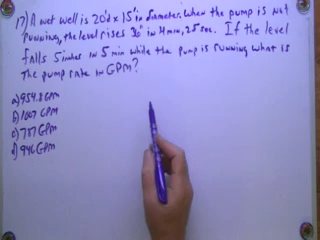 17) A wet well is 20'd x 15' in diameter. When the pump is not
running, the level rises 30" in 4 min, 25 sec. If the level
falls 5 inches in 5 min while the pump is running what is
the pump rate in GPM?
a) 954.8 GPM
b) 1007 GPM
c) 787 GPM
d) 946 GPM